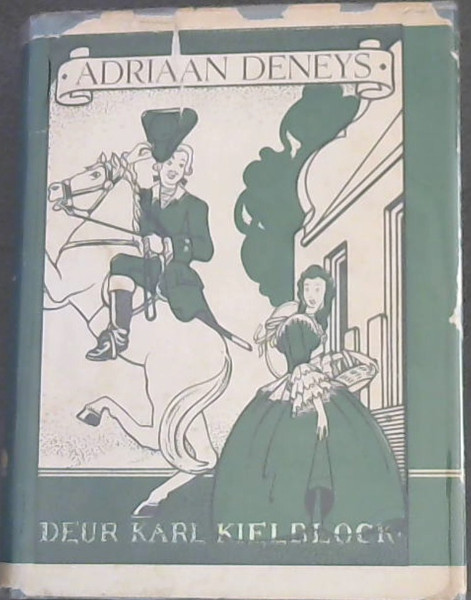 · ADRIAAN DENEYS ·
DEUR KARL KIELBLOCK